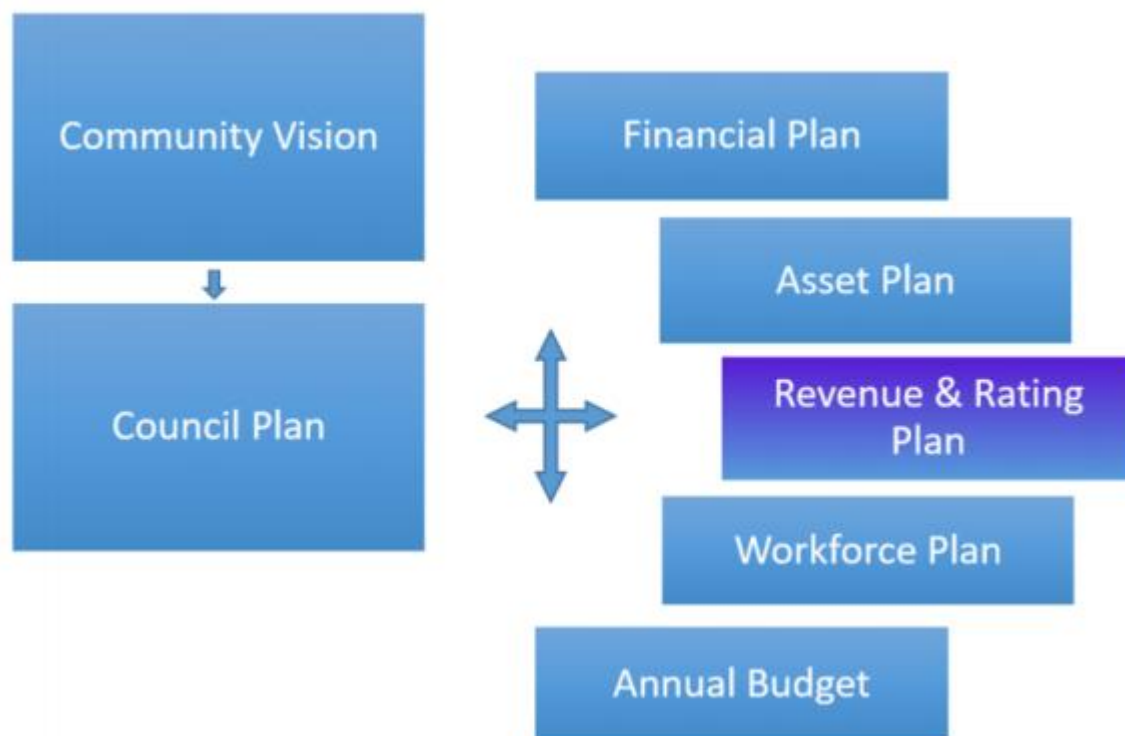 Community Vision
Council Plan
Financial Plan
Asset Plan
Revenue & Rating
Plan
Workforce Plan
Annual Budget